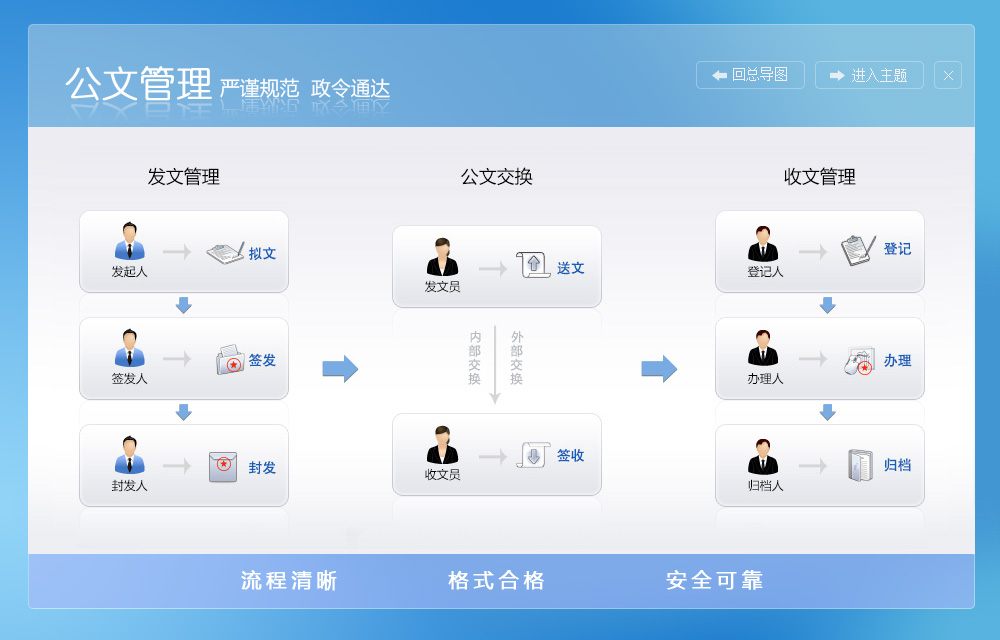 公文管理 严谨规范 政令通达
回总导图
进入主题
发文管理
发起人
拟文
签发人
签发
封发人
封发
公文交换
发文员
送文
内部交换
外部交换
收文员
签收
收文管理
登记人
登记
办理人
办理
归档人
归档
流程清晰
格式合格
安全可靠